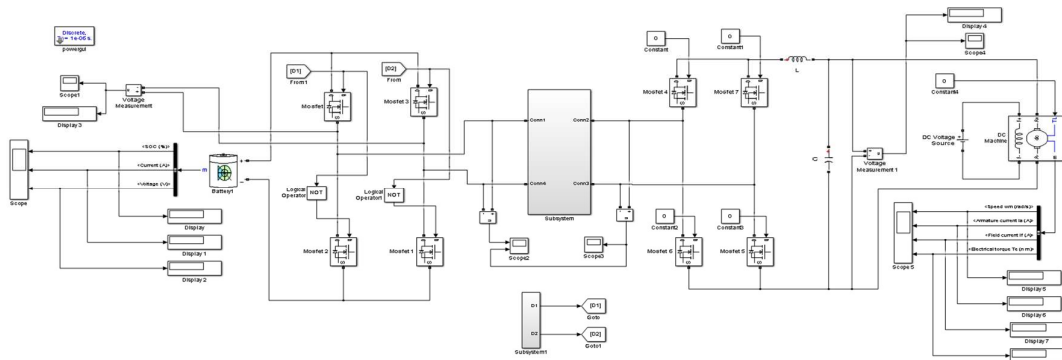 Discrete,
Ts = 1e-06 s.
powergui
Scope1
Voltage
Measurement
Display 3
<SOC (%)>
<Current (A)>
<Voltage (V)>
Scope
m
Battery1
Display
Display 1
Display 2
[D1]
From1
[D2]
From
Mosfet
Mosfet 3
Logical
Operator
NOT
Logical
Operator1
NOT
Mosfet 2
Mosfet 1
Conn1
Conn2
Conn4
Conn3
Subsystem
Scope2
Scope3
D1
D2
Subsystem1
[D1]
Goto
[D2]
Goto1
0
Constant
0
Constant1
Mosfet 4
Mosfet 7
0
Constant2
0
Constant3
Mosfet 6
Mosfet 5
L
C
Display 4
Scope4
0
Constant4
Voltage
Measurement 1
DC Voltage
Source
TL
DC
Machine
<Speed wm (rad/s)>
<Armature current ia (A)>
<Field current if (A)>
<Electrical torque Te (n m)>
Scope 5
Display 5
Display 6
Display 7